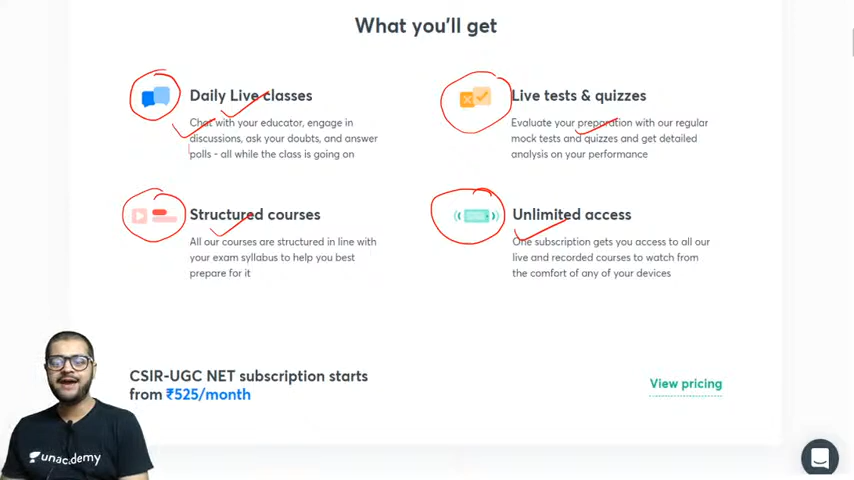 What you'll get
Daily Live classes
Chat with your educator, engage in
discussions, ask your doubts, and answer
polls - all while the class is going on
Live tests & quizzes
Evaluate your preparation with our regular
mock tests and quizzes and get detailed
analysis on your performance
Structured courses
All our courses are structured in line with
your exam syllabus to help you best
prepare for it
Unlimited access
One subscription gets you access to all our
live and recorded courses to watch from
the comfort of any of your devices
CSIR-UGC NET subscription starts
from ₹525/month
View pricing
unacademy